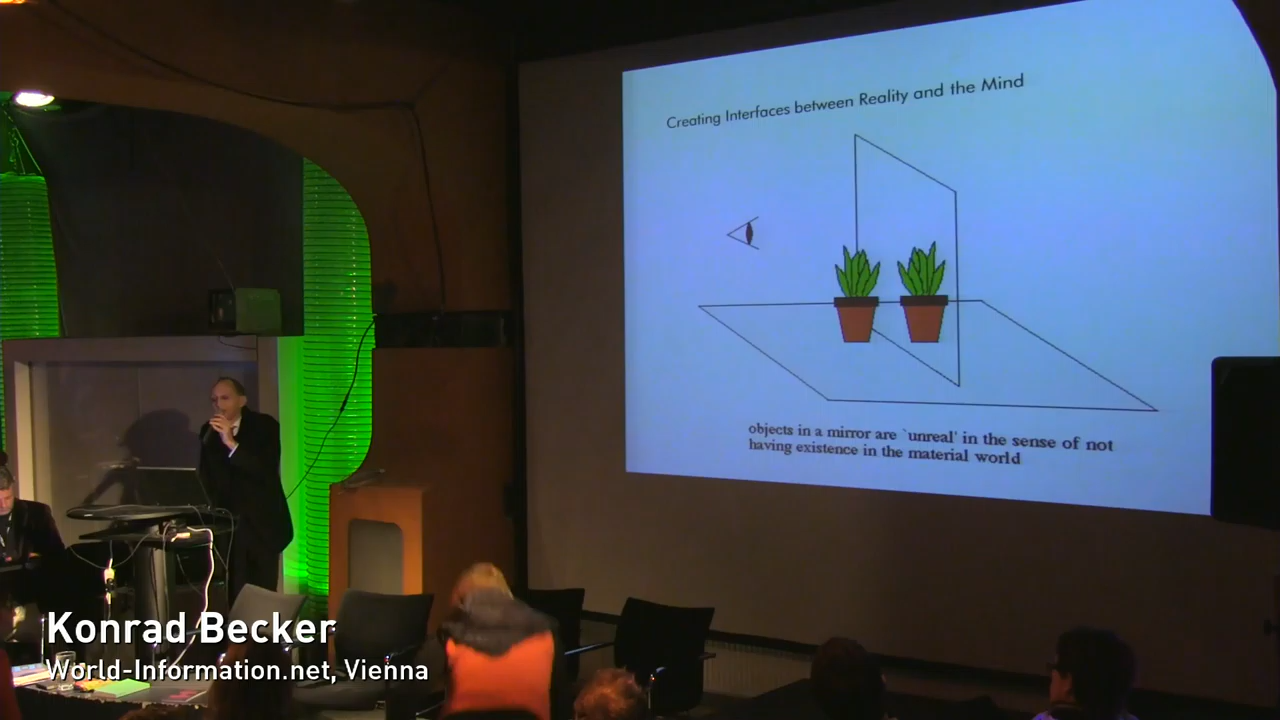 Creating Interfaces between Reality and the Mind
objects in a mirror are `unreal' in the sense of not
having existence in the material world
Konrad Becker
World-Information.net, Vienna